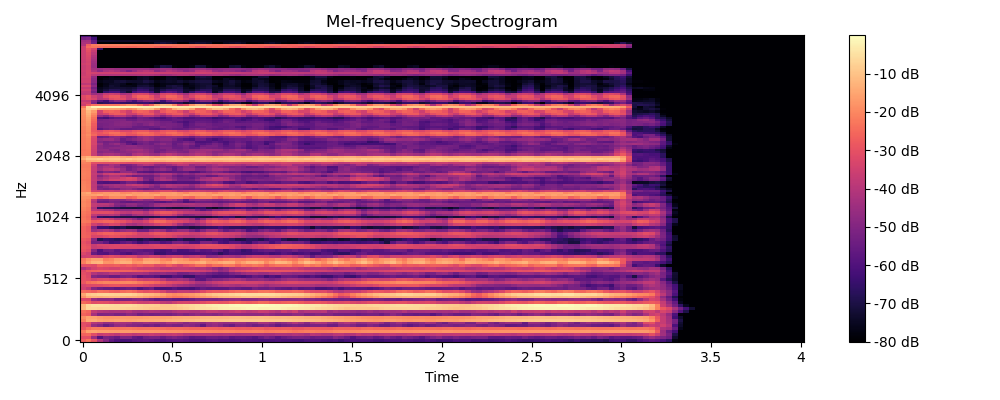 Mel-frequency Spectrogram
Hz
4096
2048
1024
512
0
0
0.5
1
1.5
2
2.5
3
3.5
4
Time
-10 dB
-20 dB
-30 dB
-40 dB
-50 dB
-60 dB
-70 dB
-80 dB